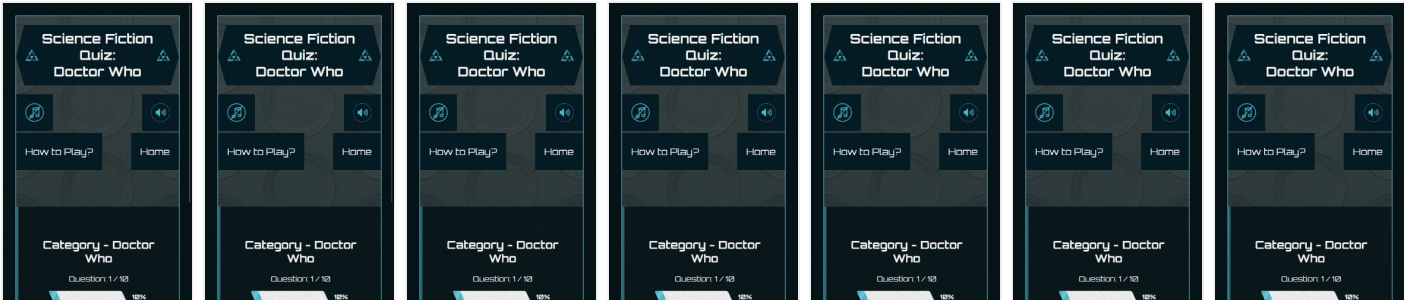 Science Fiction Science Fiction Science Fiction Science Fiction Science Fiction Science Fiction Science Fiction
Quiz: Quiz: Quiz: Quiz: Quiz: Quiz: Quiz:
Doctor Who Doctor Who Doctor Who Doctor Who Doctor Who Doctor Who Doctor Who
How to Play? Home How to Play? Home How to Play? Home How to Play? Home How to Play? Home How to Play? Home How to Play? Home
Category - Doctor Category - Doctor Category - Doctor Category - Doctor Category - Doctor Category - Doctor Category - Doctor
Who Who Who Who Who Who Who
Question: 1 / 10 Question: 1 / 10 Question: 1 / 10 Question: 1 / 10 Question: 1 / 10 Question: 1 / 10 Question: 1 / 10
10% 10% 10% 10% 10% 10% 10%